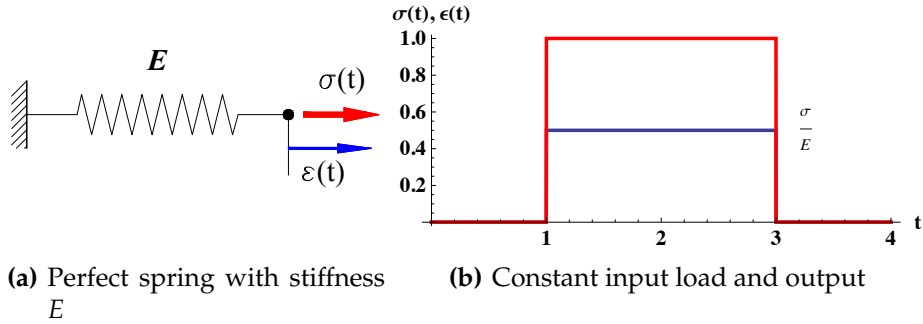 E
σ(t)
ε(t)
σ(t), ϵ(t)
1.0
0.8
0.6
0.4
0.2
1 2 3 4 t
σ
E
(a) Perfect spring with stiffness
E
(b) Constant input load and output